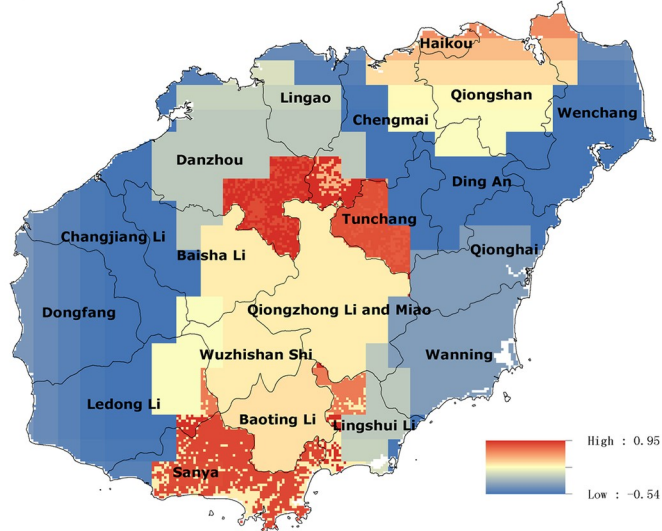 Haikou
Lingao
Qiongshan
Chengmai
Wenchang
Danzhou
Ding An
Tunchang
Changjiang Li
Qionghai
Baisha Li
Dongfang
Qiongzhong Li and Miao
Wuzhishan Shi
Wanning
Ledong Li
Baoting Li
Lingshui Li
Sanya
High : 0.95
Low : -0.54